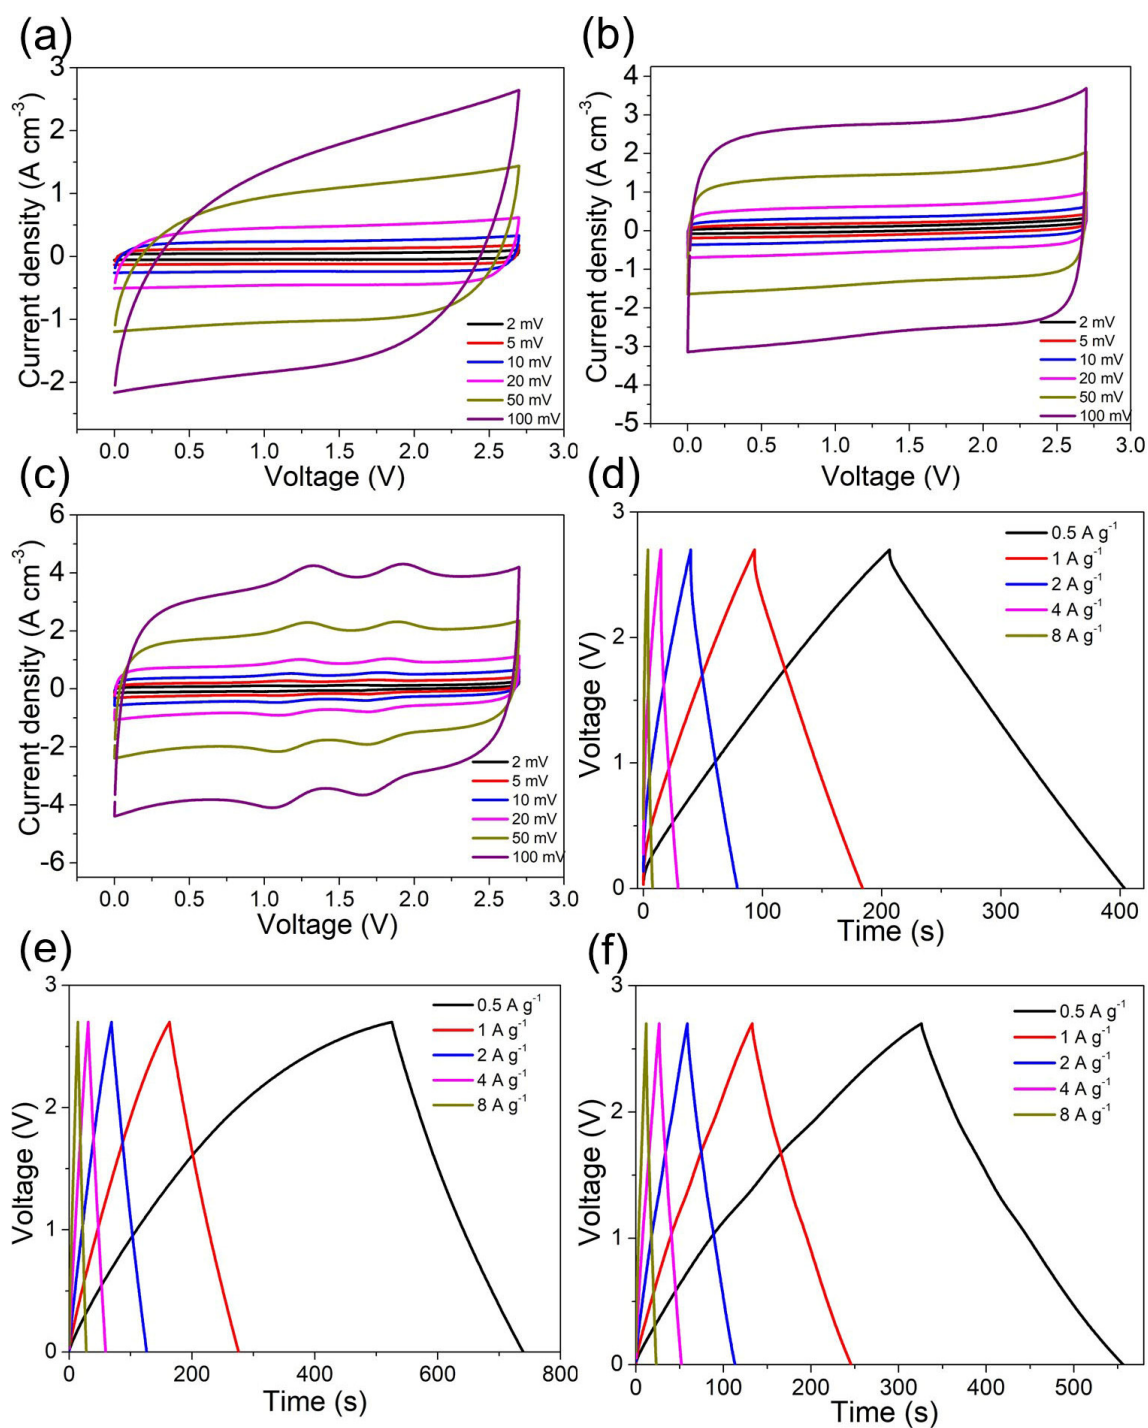 (a)
3
2
1
0
-1
-2
Current density (A cm-3)
0.0 0.5 1.0 1.5 2.0 2.5 3.0
Voltage (V)
2 mV
5 mV
10 mV
20 mV
50 mV
100 mV
(b)
4
3
2
1
0
-1
-2
-3
-4
-5
Current density (A cm-3)
0.0 0.5 1.0 1.5 2.0 2.5 3.0
Voltage (V)
2 mV
5 mV
10 mV
20 mV
50 mV
100 mV
(c)
6
4
2
0
-2
-4
-6
Current density (A cm-3)
0.0 0.5 1.0 1.5 2.0 2.5 3.0
Voltage (V)
2 mV
5 mV
10 mV
20 mV
50 mV
100 mV
(d)
3
2
1
0
Voltage (V)
0 100 200 300 400
Time (s)
0.5 A g-1
1 A g-1
2 A g-1
4 A g-1
8 A g-1
(e)
3
2
1
0
Voltage (V)
0 200 400 600 800
Time (s)
0.5 A g-1
1 A g-1
2 A g-1
4 A g-1
8 A g-1
(f)
3
2
1
0
Voltage (V)
0 100 200 300 400 500
Time (s)
0.5 A g-1
1 A g-1
2 A g-1
4 A g-1
8 A g-1